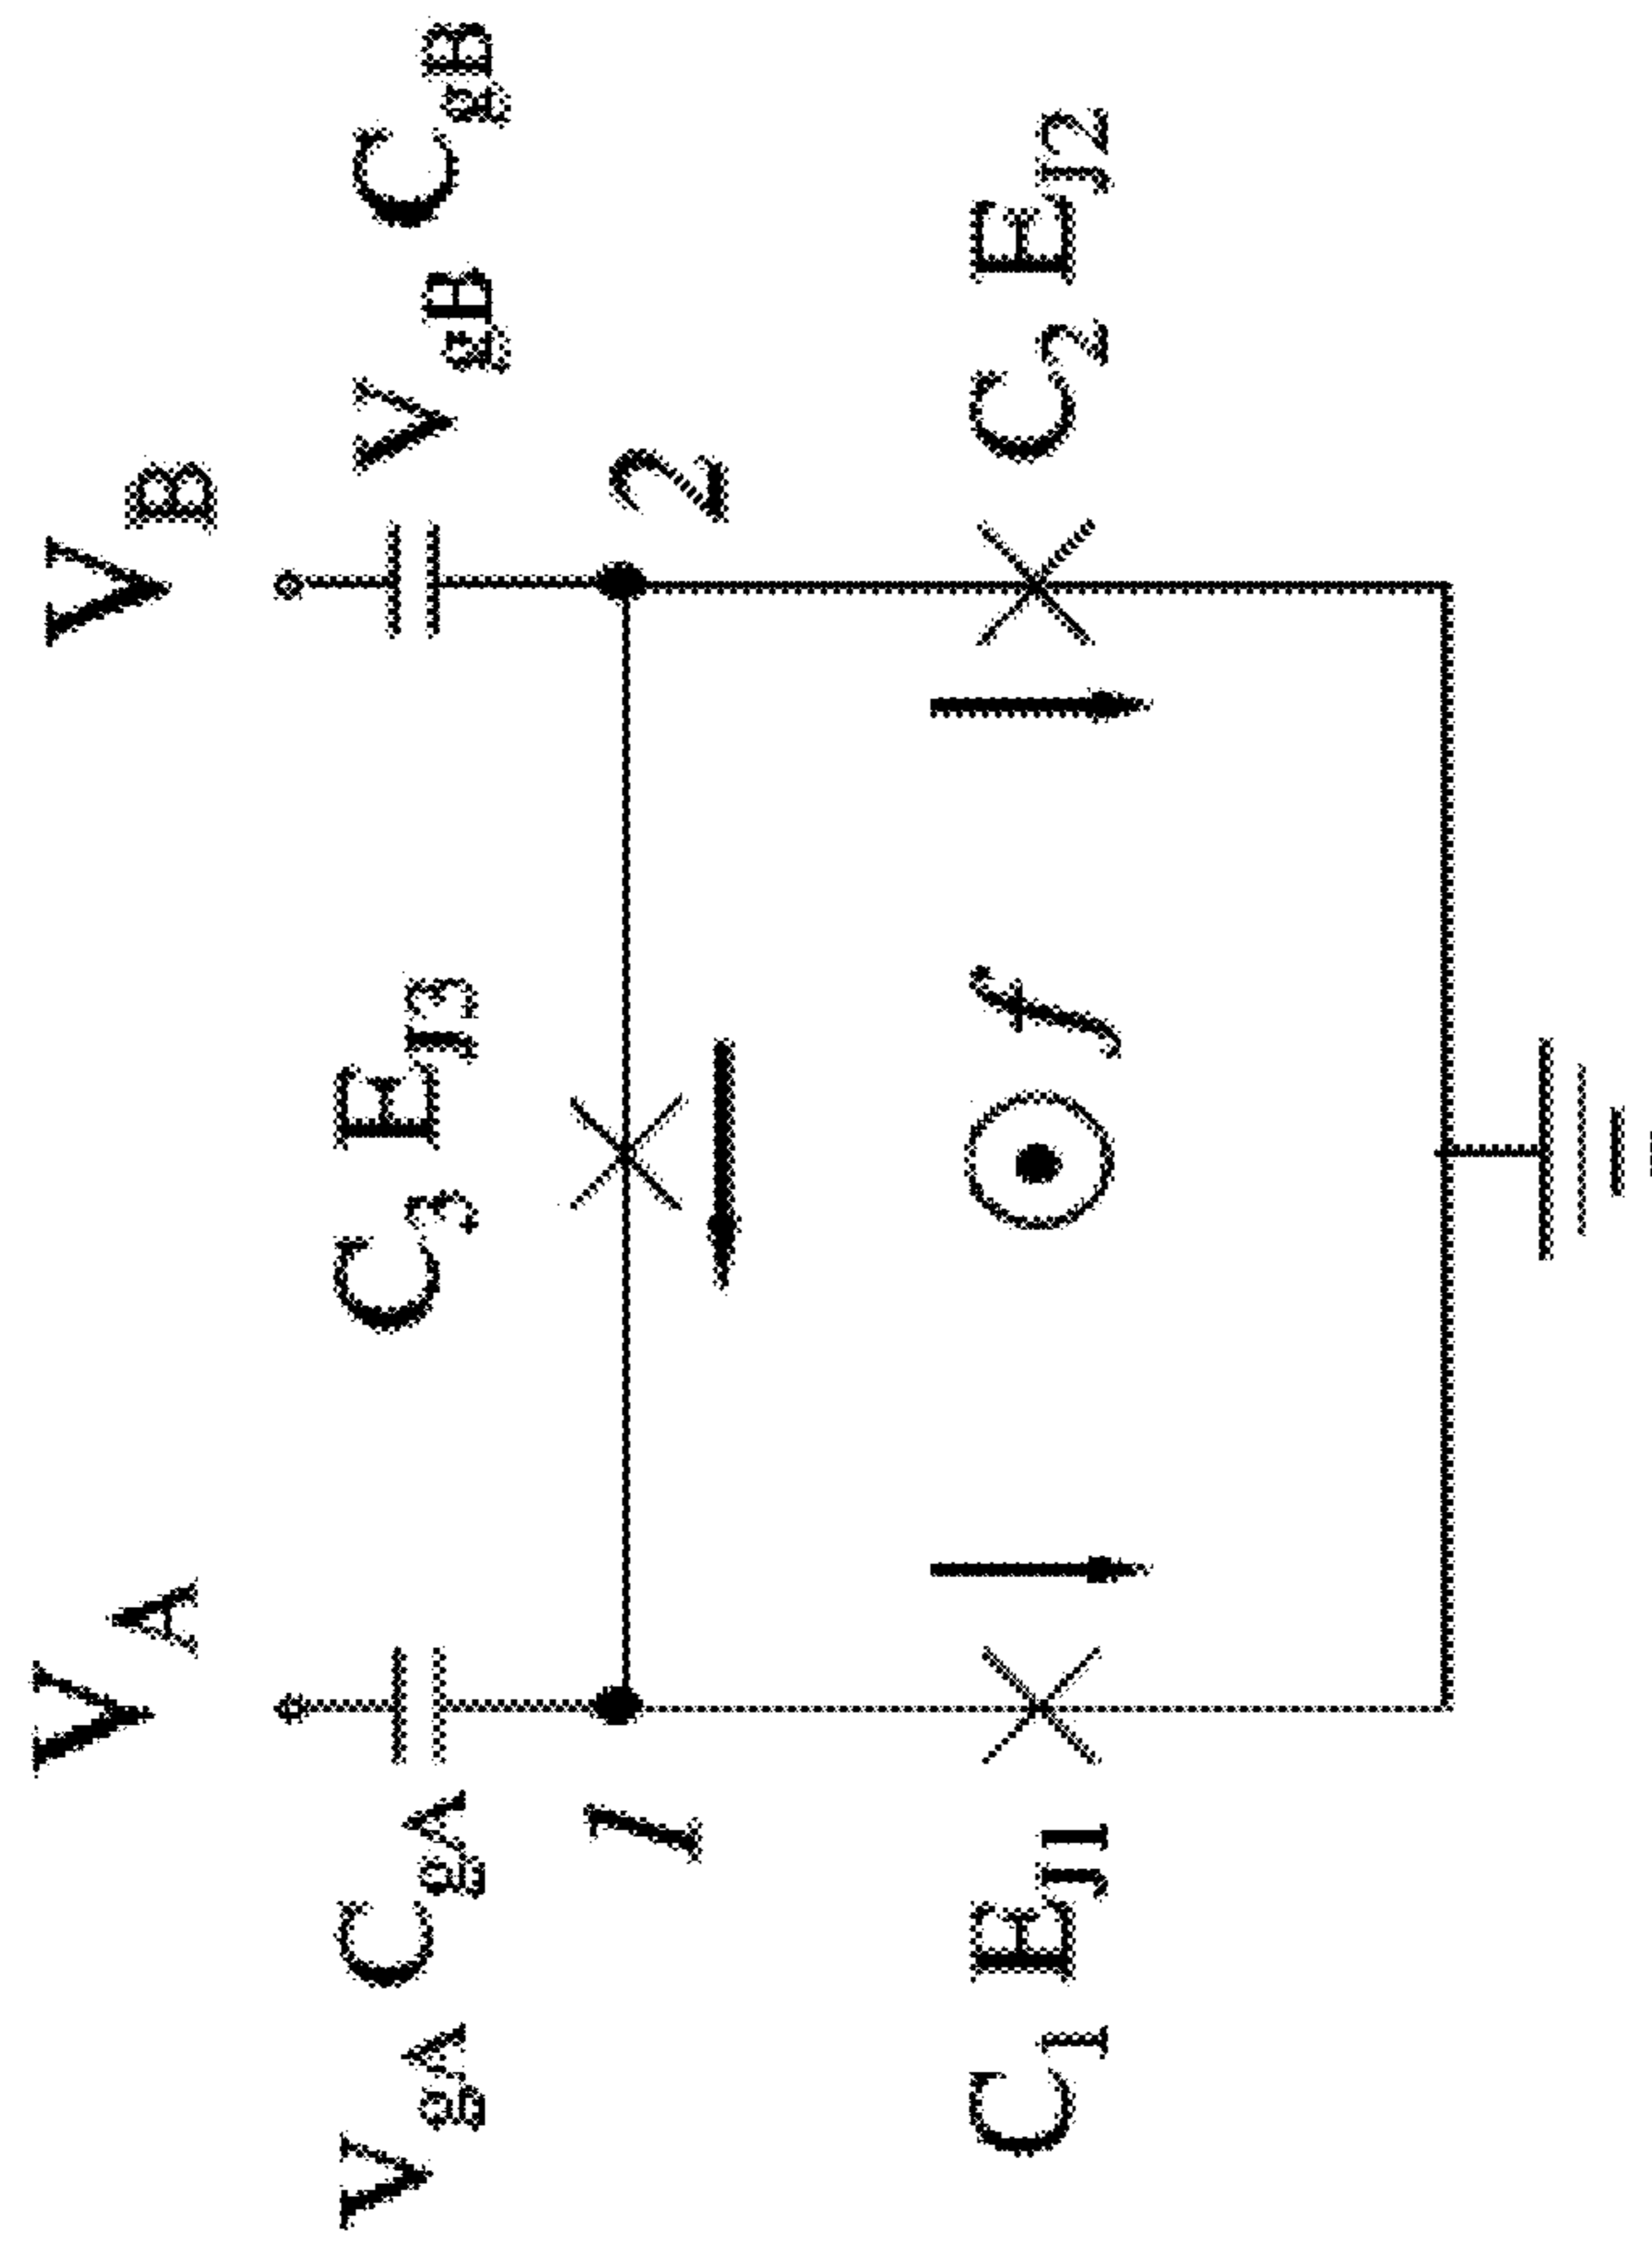 V_A
V_B
V_gA C_gA
C_3 E_J3
V_gB C_gB
1
2
C_1 E_J1
f
C_2 E_J2